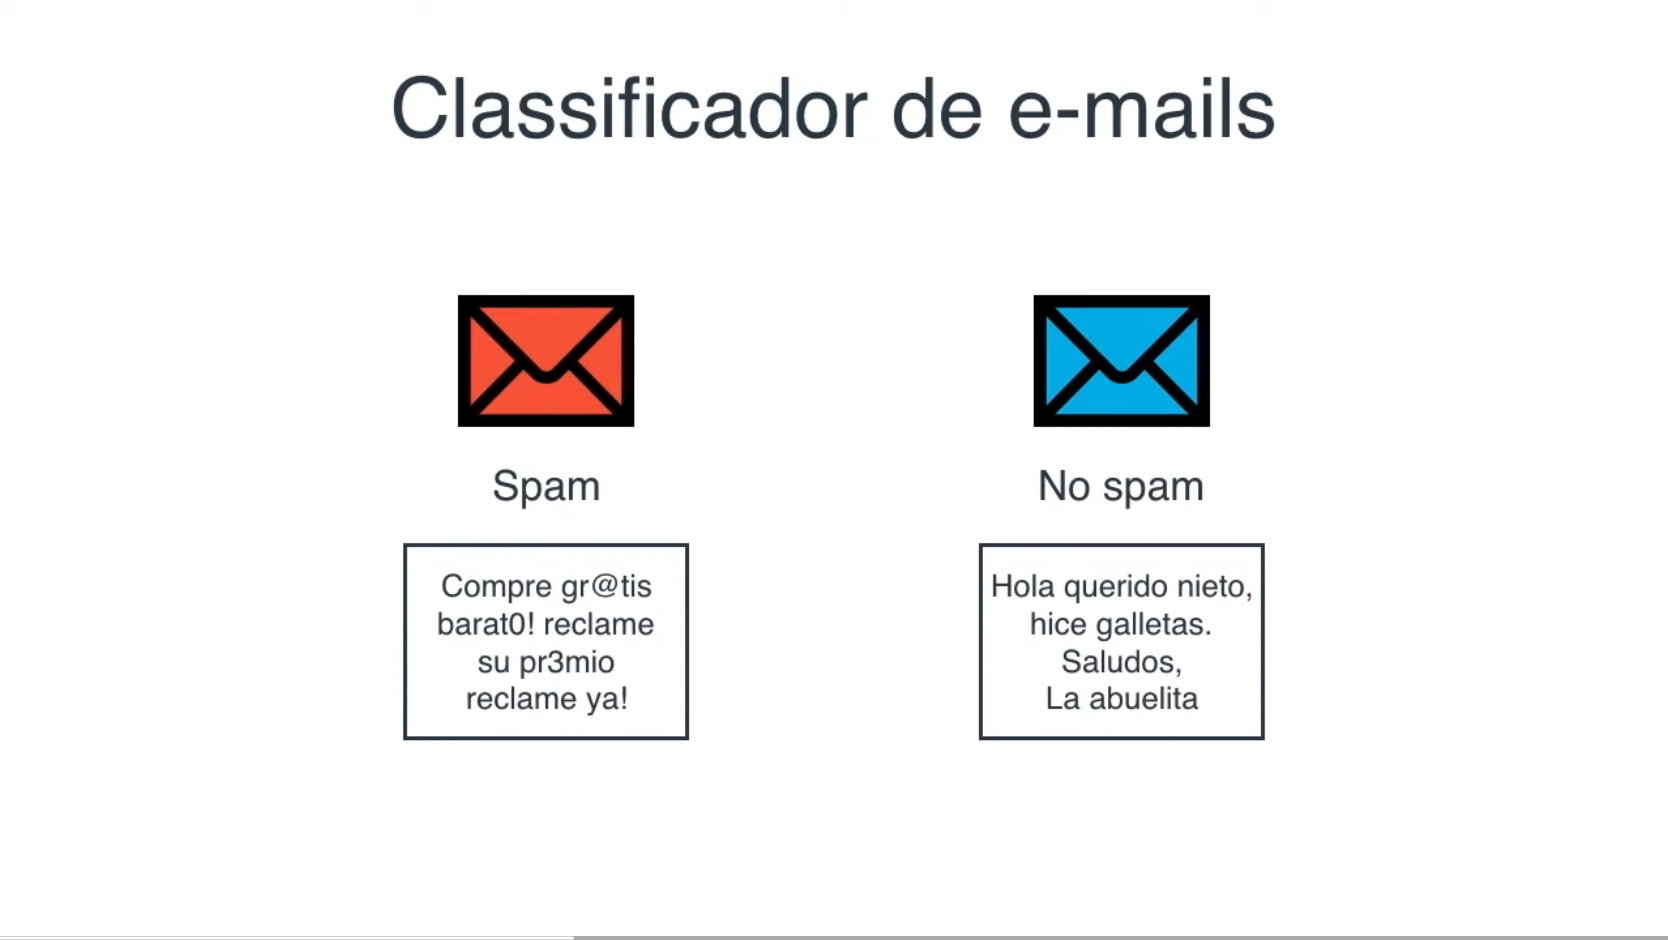 Classificador de e-mails
Spam
No spam
Compre gr@tis
barat0! reclame
su pr3mio
reclame ya!
Hola querido nieto,
hice galletas.
Saludos,
La abuelita